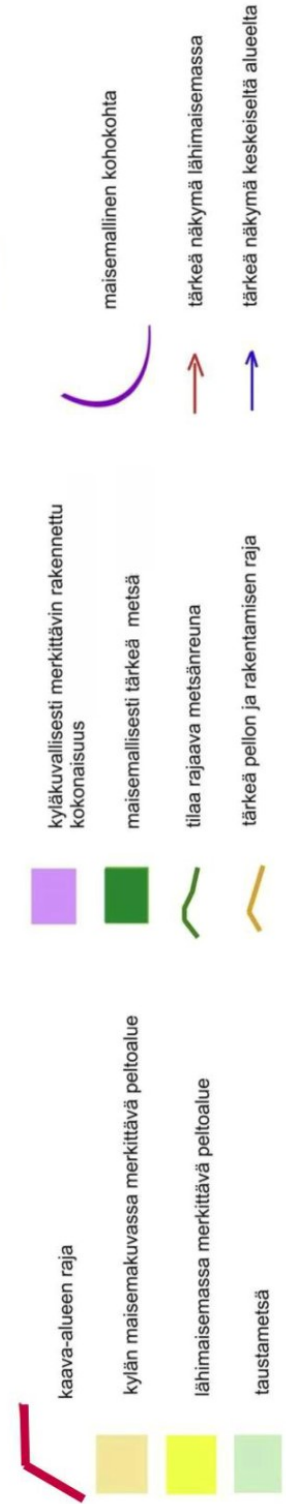 kaava-alueen raja
kylän maisemakuvassa merkittävä peltoalue
lähimaisemassa merkittävä peltoalue
taustametsä
kyläkuvallisesti merkittävin rakennettu
kokonaisuus
maisemallisesti tärkeä metsä
tilaa rajaava metsänreuna
tärkeä pellon ja rakentamisen raja
maisemallinen kohokohta
tärkeä näkymä lähimaisemassa
tärkeä näkymä keskeiseltä alueelta